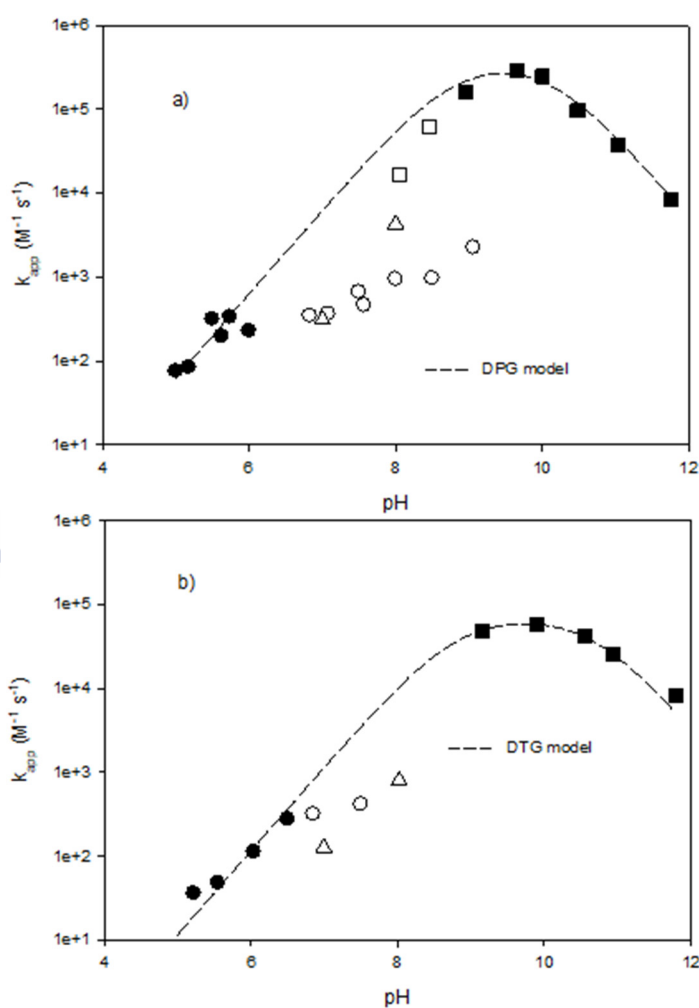 1e+6
a)
1e+5
1e+4
1e+3
1e+2
1e+1
k app (M⁻¹ s⁻¹)
DPG model
4 6 8 10 12
pH
1e+6
b)
1e+5
1e+4
1e+3
1e+2
1e+1
k app (M⁻¹ s⁻¹)
DTG model
4 6 8 10 12
pH